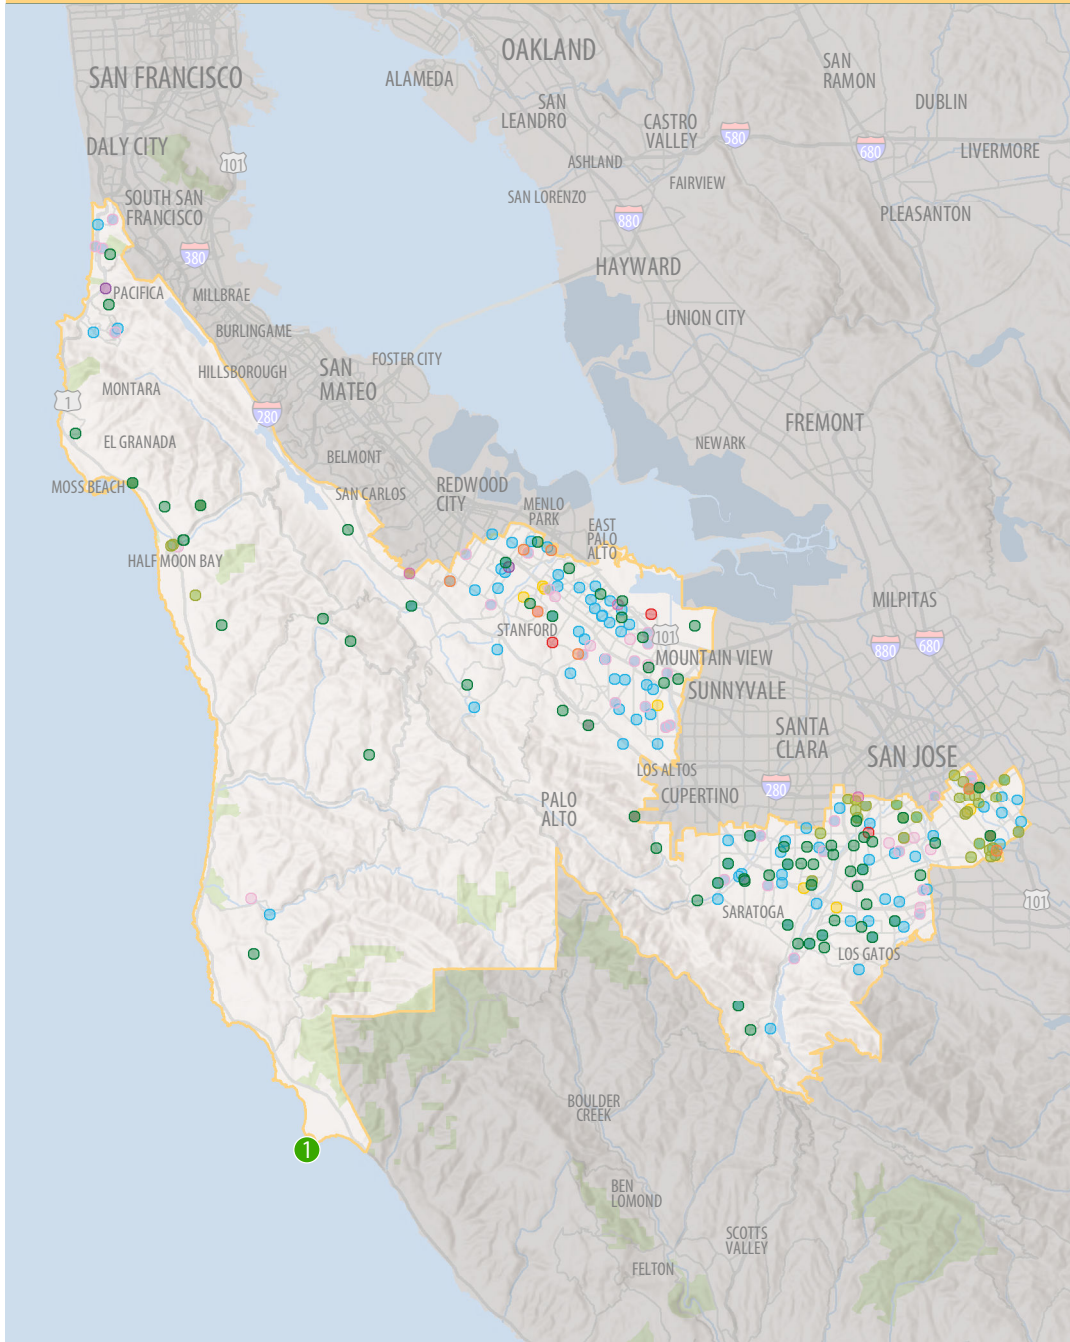 OAKLAND
SAN FRANCISCO
ALAMEDA
SAN
RAMON
SAN
LEANDRO
DUBLIN
CASTRO
VALLEY
580
680
LIVERMORE
DALY CITY
101
ASHLAND
FAIRVIEW
SAN LORENZO
SOUTH SAN
FRANCISCO
880
PLEASANTON
380
HAYWARD
PACIFICA
MILLBRAE
UNION CITY
BURLINGAME
FOSTER CITY
HILLSBOROUGH
SAN
MATEO
MONTARA
1
280
FREMONT
EL GRANADA
NEWARK
BELMONT
MOSS BEACH
SAN CARLOS
REDWOOD
CITY
MENLO
PARK
EAST
PALO
ALTO
HALF MOON BAY
MILPITAS
STANFORD
101
880
680
MOUNTAIN VIEW
SUNNYVALE
SANTA
CLARA
SAN JOSE
LOS ALTOS
280
CUPERTINO
PALO
ALTO
101
SARATOGA
LOS GATOS
BOULDER
CREEK
1
BEN
LOMOND
SCOTTS
VALLEY
FELTON